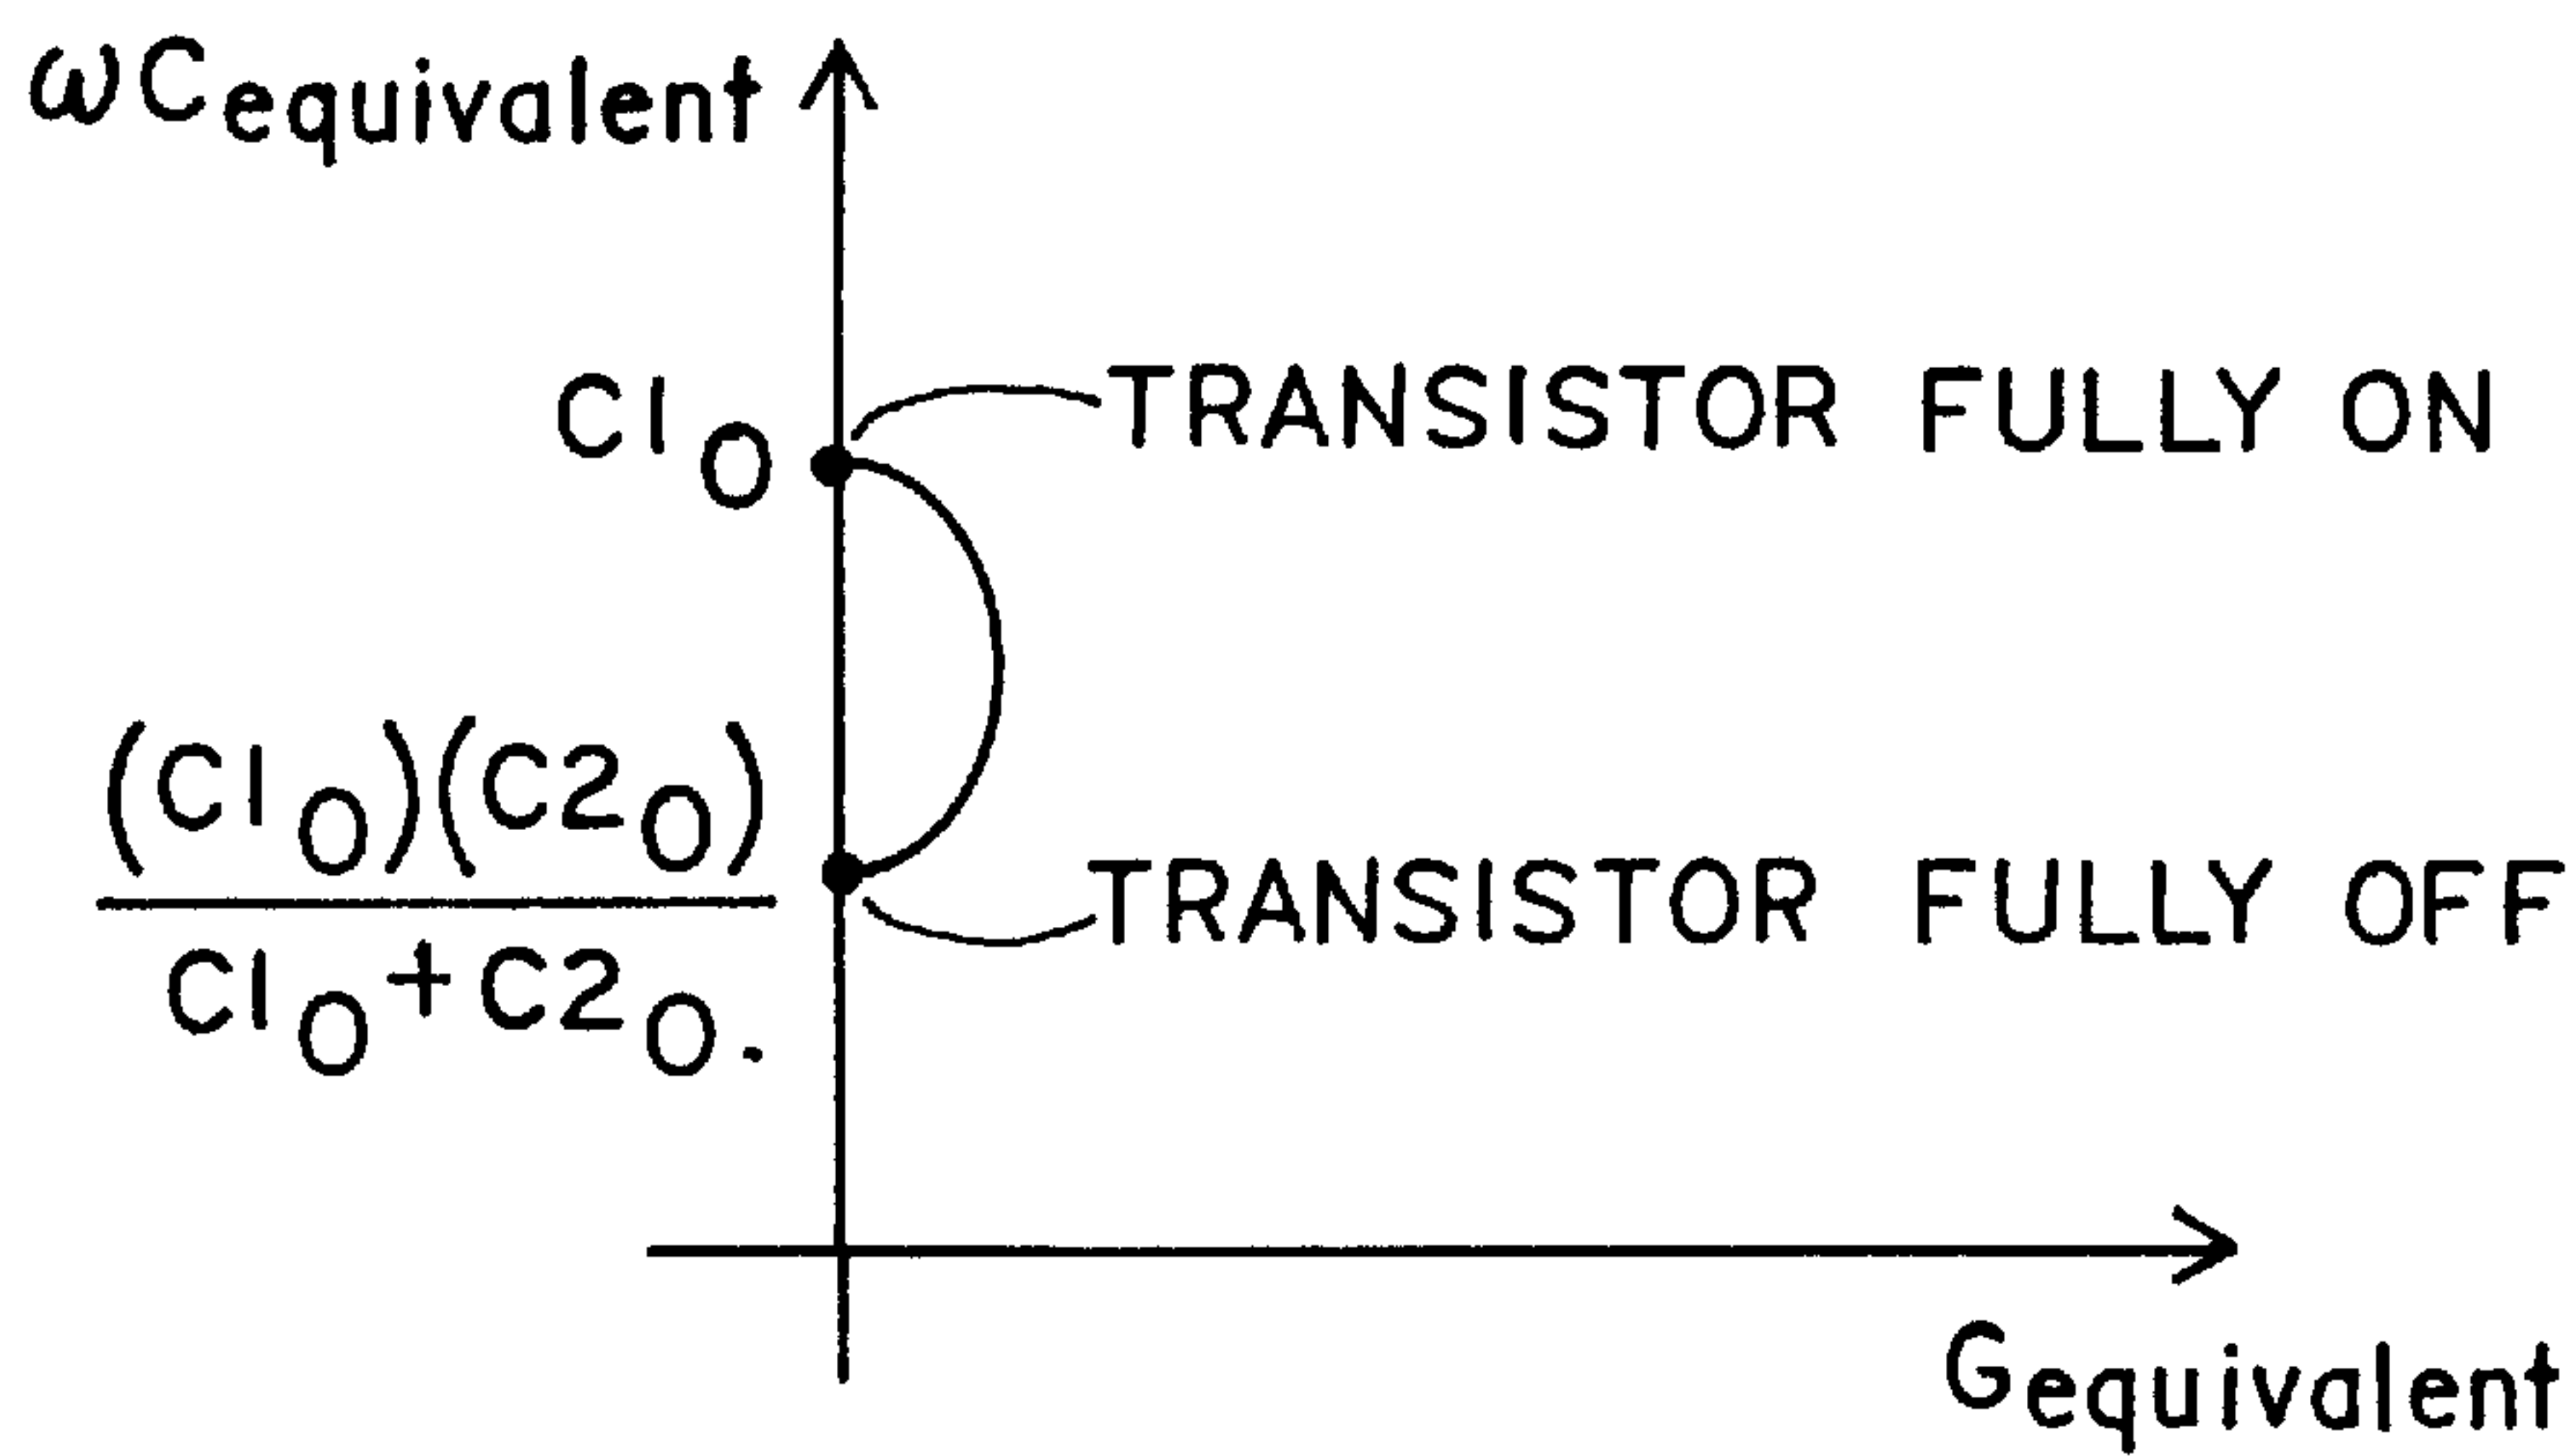 ωCequivalent
C1O TRANSISTOR FULLY ON
(C1O)(C2O)
TRANSISTOR FULLY OFF
C1O+C2O.
Gequivalent